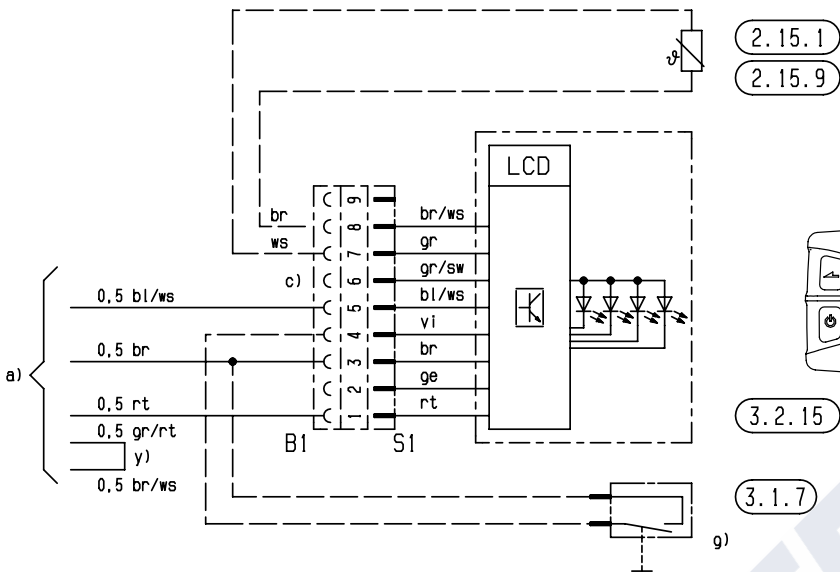 ϑ
2.15.1
2.15.9
LCD
br
ws
c)
9
8
7
6
5
4
3
2
1
br/ws
gr
gr/sw
bl/ws
vi
br
ge
rt
a)
0,5 bl/ws
0,5 br
0,5 rt
0,5 gr/rt
y)
0,5 br/ws
B1
S1
3.2.15
3.1.7
g)